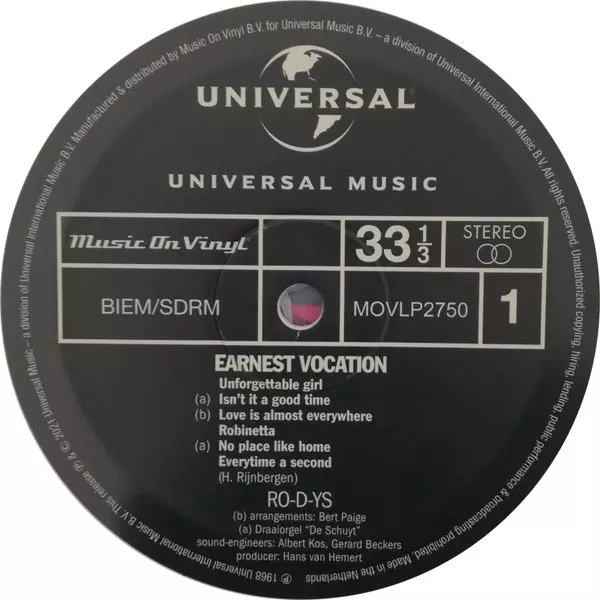 Manufactured & distributed by Music On Vinyl B.V. for Universal Music B.V. – a division of Universal International Music B.V. All rights reserved. Unauthorized copying, hiring, lending, public performance & broadcasting prohibited. Made in the Netherlands
UNIVERSAL
UNIVERSAL MUSIC
Music On Vinyl
33 1/3
STEREO
BIEM/SDRM
MOVLP2750
1
EARNEST VOCATION
Unforgettable girl
(a) Isn't it a good time
(b) Love is almost everywhere
Robinetta
(a) No place like home
Everytime a second
(H. Rijnbergen)
RO-D-YS
(b) arrangements: Bert Paige
(a) Draaiorgel "De Schuyt"
sound-engineers: Albert Kos, Gerard Beckers
producer: Hans van Hemert
℗ 1968 Universal International Music B.V. This release ℗ & © 2021 Universal Music – a division of Universal International Music B.V.